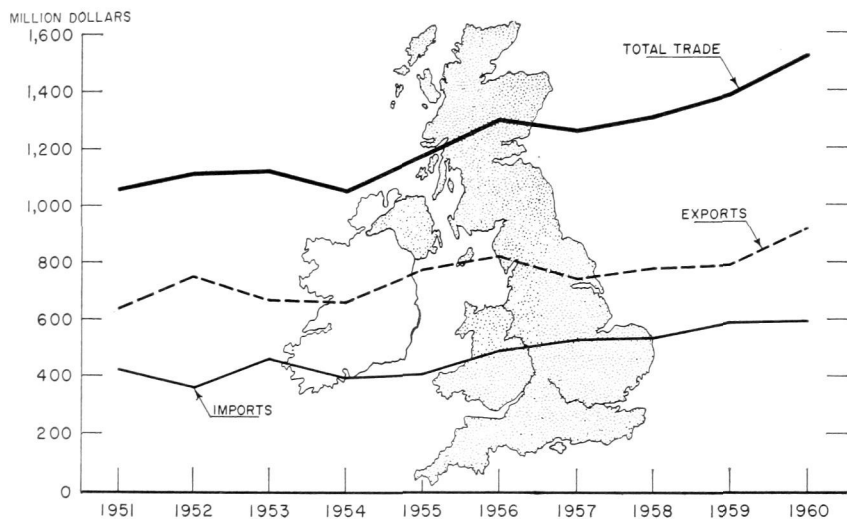 MILLION DOLLARS
1,600
1,400
1,200
1,000
800
600
400
200
0
TOTAL TRADE
EXPORTS
IMPORTS
1951 1952 1953 1954 1955 1956 1957 1958 1959 1960